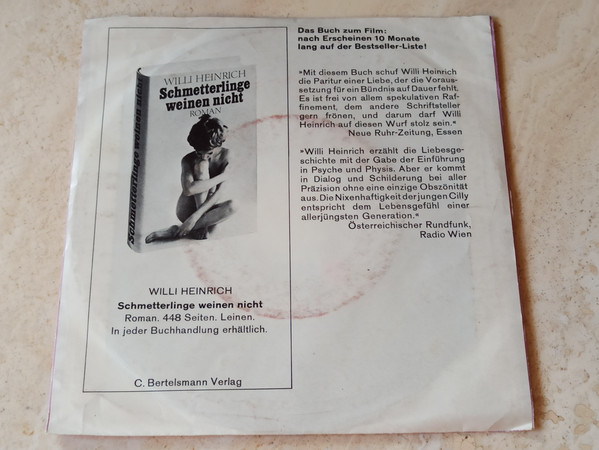 WILLI HEINRICH
Schmetterlinge
weinen nicht
ROMAN
Schmetterlinge weinen nicht
WILLI HEINRICH
Schmetterlinge weinen nicht
Roman. 448 Seiten. Leinen.
In jeder Buchhandlung erhältlich.
C. Bertelsmann Verlag
Das Buch zum Film:
nach Erscheinen 10 Monate
lang auf der Bestseller-Liste!
»Mit diesem Buch schuf Willi Heinrich
die Paritur einer Liebe, der die Voraus-
setzung für ein Bündnis auf Dauer fehlt.
Es ist frei von allem spekulativen Raf-
finement, dem andere Schriftsteller
gern frönen, und darum darf Willi
Heinrich auf diesen Wurf stolz sein.«
Neue Ruhr-Zeitung, Essen
»Willi Heinrich erzählt die Liebesge-
schichte mit der Gabe der Einführung
in Psyche und Physis. Aber er kommt
in Dialog und Schilderung bei aller
Präzision ohne eine einzige Obszönität
aus. Die Nixenhaftigkeit der jungen Cilly
entspricht dem Lebensgefühl einer
allerjüngsten Generation.«
Österreichischer Rundfunk,
Radio Wien